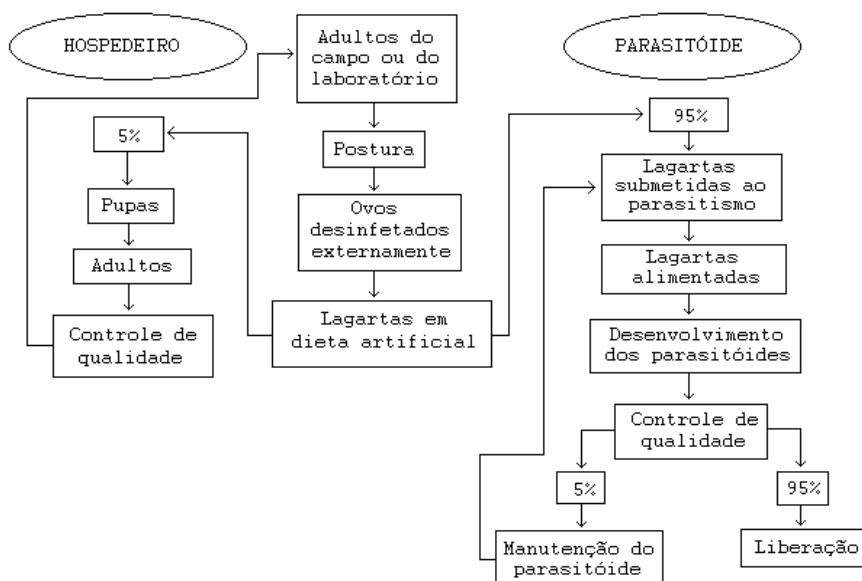 HOSPEDEIRO
Adultos do
campo ou do
laboratório
PARASITÓIDE
5%
Postura
95%
Pupas
Ovos
desinfetados
externamente
Lagartas
submetidas ao
parasitismo
Adultos
Lagartas
alimentadas
Controle de
qualidade
Lagartas em
dieta artificial
Desenvolvimento
dos parasitóides
Controle de
qualidade
5%
95%
Manutenção do
parasitóide
Liberação